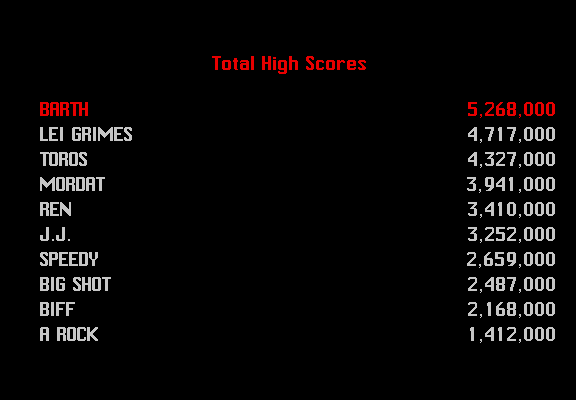 Total High Scores
BARTH 5,268,000
LEI GRIMES 4,717,000
TOROS 4,327,000
MORDAT 3,941,000
REN 3,410,000
J.J. 3,252,000
SPEEDY 2,659,000
BIG SHOT 2,487,000
BIFF 2,168,000
A ROCK 1,412,000